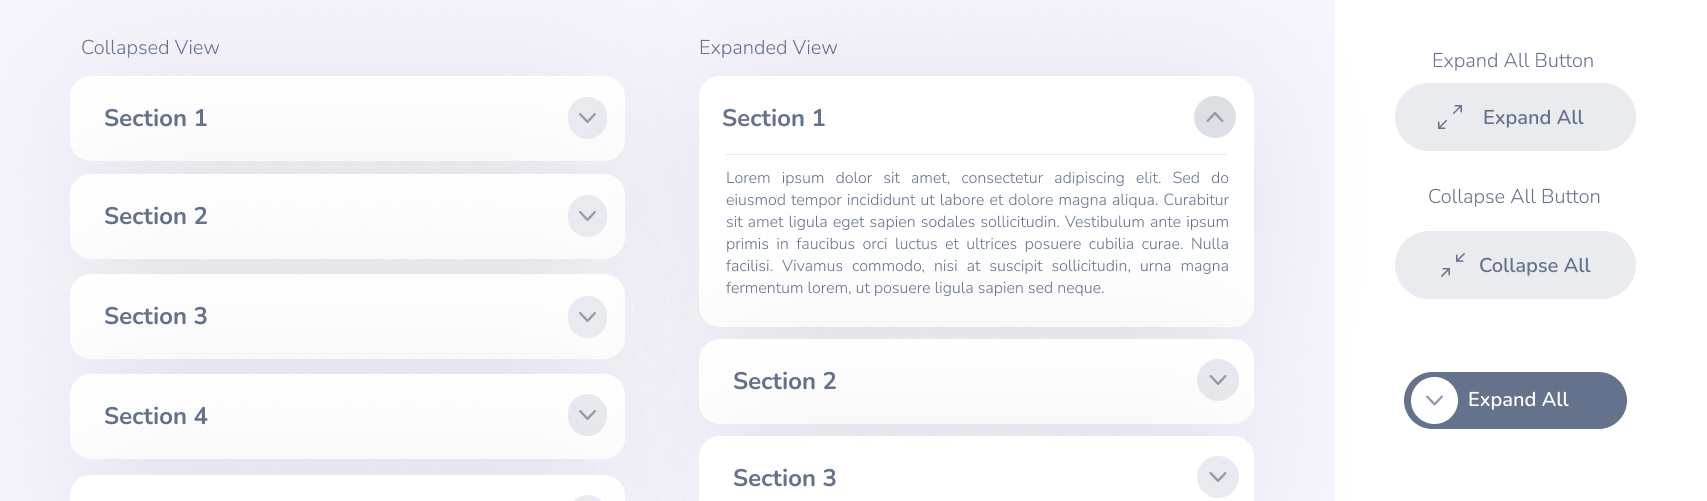 Collapsed View
Section 1
Section 2
Section 3
Section 4
Expanded View
Section 1
Lorem ipsum dolor sit amet, consectetur adipiscing elit. Sed do
eiusmod tempor incididunt ut labore et dolore magna aliqua. Curabitur
sit amet ligula eget sapien sodales sollicitudin. Vestibulum ante ipsum
primis in faucibus orci luctus et ultrices posuere cubilia curae. Nulla
facilisi. Vivamus commodo, nisi at suscipit sollicitudin, urna magna
fermentum lorem, ut posuere ligula sapien sed neque.
Section 2
Section 3
Expand All Button
Expand All
Collapse All Button
Collapse All
Expand All